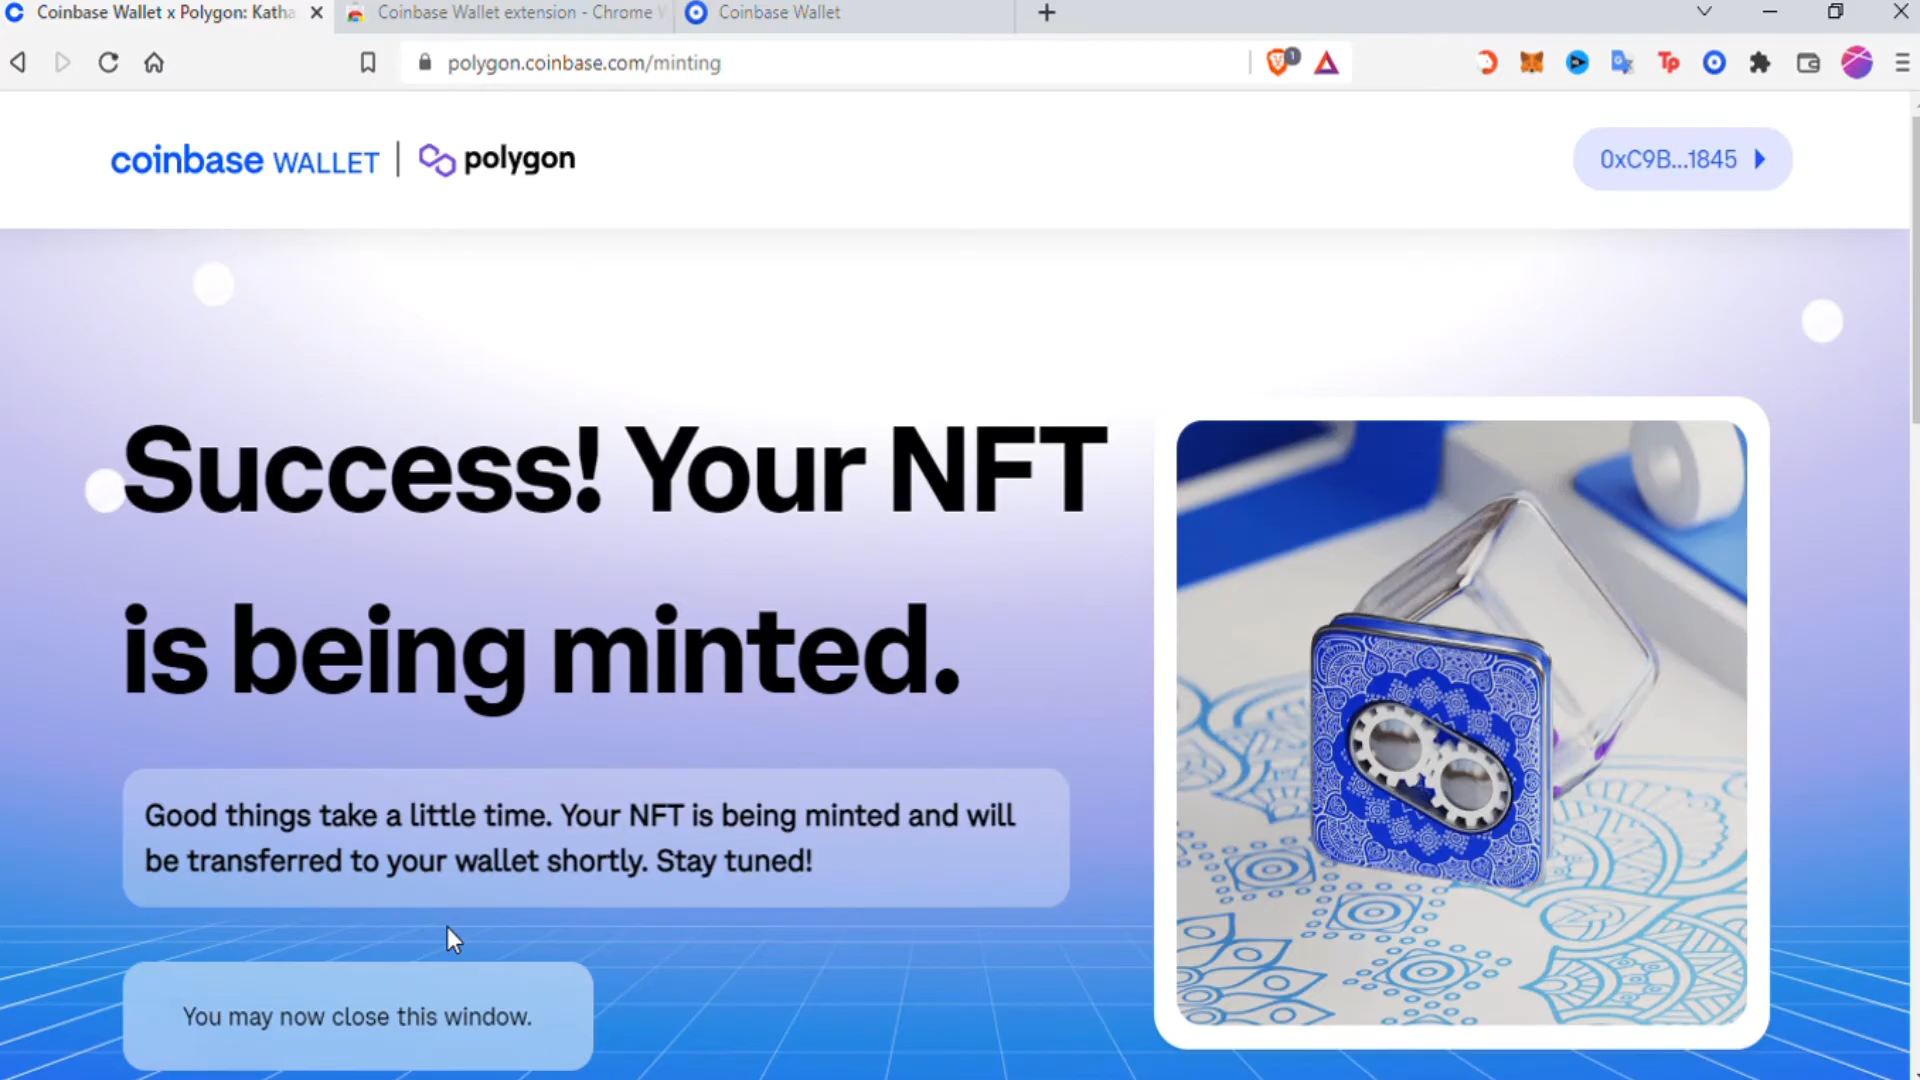 Coinbase Wallet x Polygon: Katha
Coinbase Wallet extension - Chrome W
Coinbase Wallet
polygon.coinbase.com/minting
1
Tp
coinbase WALLET | polygon
0xC9B...1845
Success! Your NFT
is being minted.
Good things take a little time. Your NFT is being minted and will
be transferred to your wallet shortly. Stay tuned!
You may now close this window.